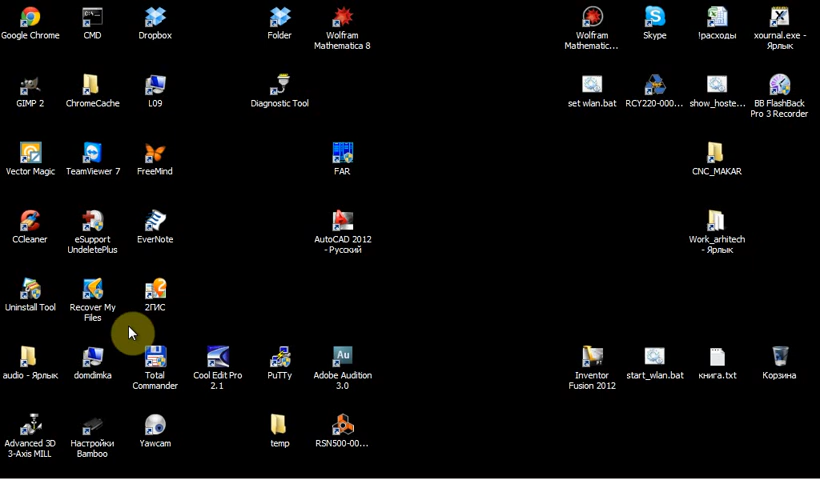 Google Chrome
CMD
Dropbox
Folder
Wolfram
Mathematica 8
Wolfram
Mathematic...
Skype
!расходы
xournal.exe -
Ярлык
GIMP 2
ChromeCache
L09
Diagnostic Tool
set wlan.bat
RCY220-000...
show_hoste...
BB FlashBack
Pro 3 Recorder
Vector Magic
TeamViewer 7
FreeMind
FAR
CNC_MAKAR
CCleaner
eSupport
UndeletePlus
EverNote
AutoCAD 2012
- Русский
Work_arhitech
- Ярлык
Uninstall Tool
Recover My
Files
2ГИС
audio - Ярлык
domdimka
Total
Commander
Cool Edit Pro
2.1
PuTTy
Au
Adobe Audition
3.0
FT
Inventor
Fusion 2012
start_wlan.bat
книга.txt
Корзина
Advanced 3D
3-Axis MILL
Настройки
Bamboo
Yawcam
temp
RSN500-00...